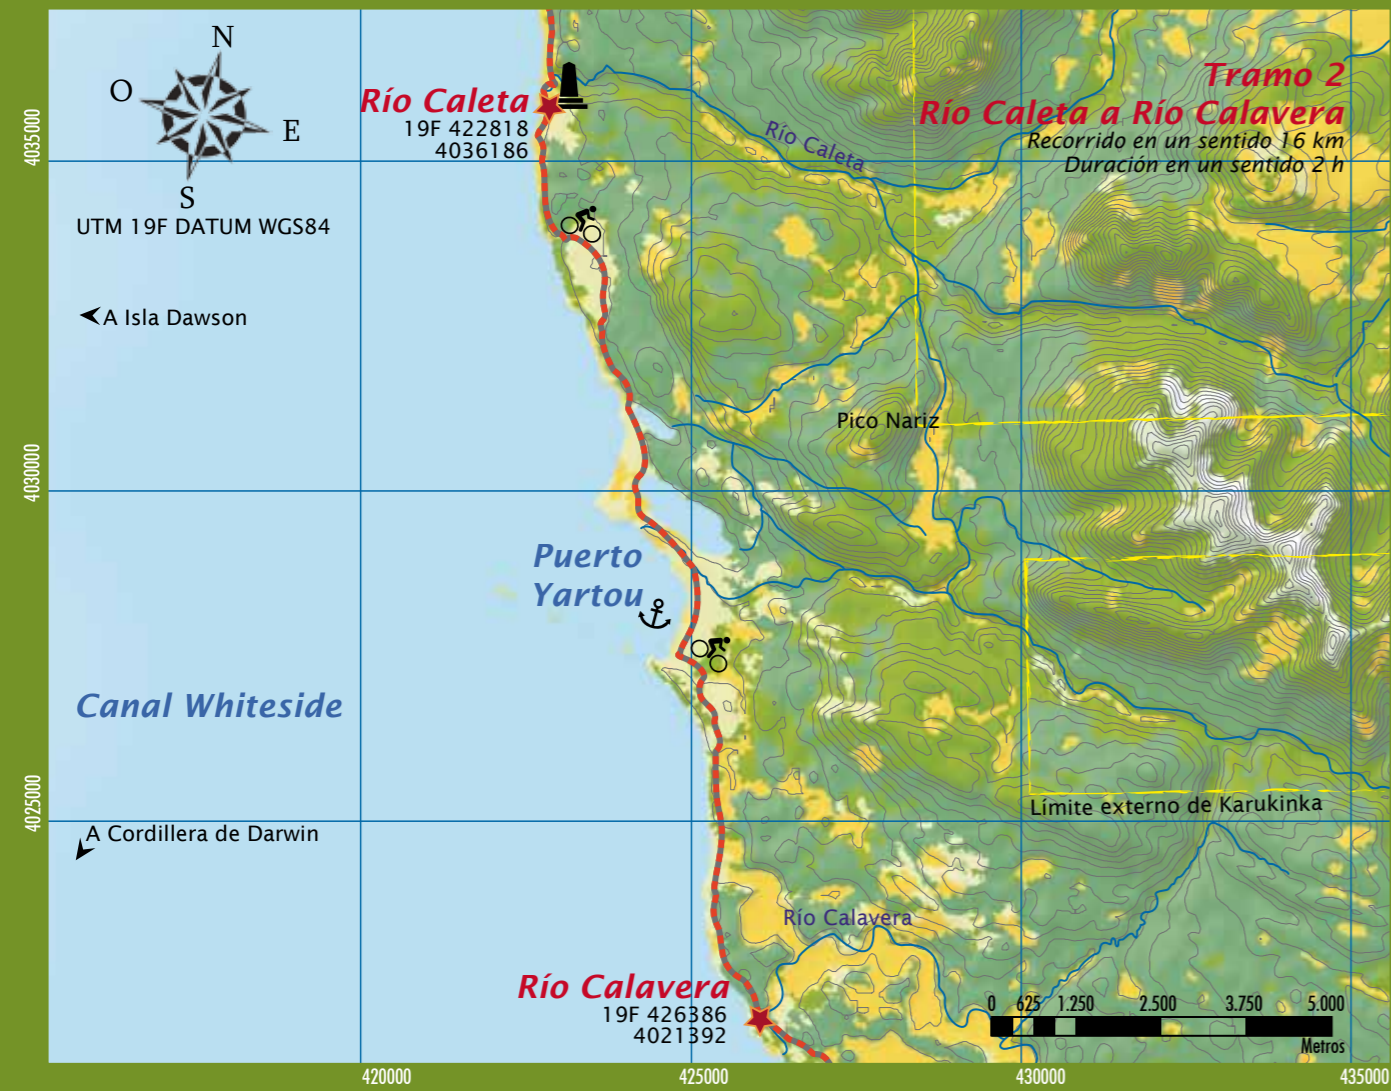 N
O
E
S
UTM 19F DATUM WGS84
Río Caleta
19F 422818
4036186
Tramo 2
Río Caleta a Río Calavera
Recorrido en un sentido 16 km
Duración en un sentido 2 h
Río Caleta
4035000
A Isla Dawson
Pico Nariz
4030000
Puerto
Yartou
Canal Whiteside
4025000
A Cordillera de Darwin
Límite externo de Karukinka
Río Calavera
Río Calavera
19F 426386
4021392
0 625 1.250 2.500 3.750 5.000
Metros
420000 425000 430000 435000